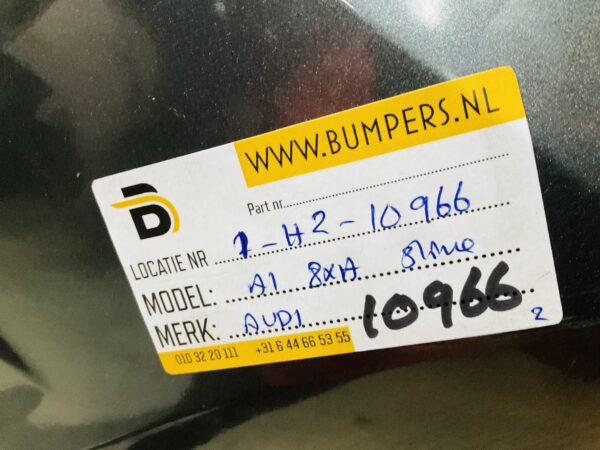 WWW.BUMPERS.NL
B
Part nr.
LOCATIE NR 1-H2-10966
MODEL: A1 8XA Sline
MERK: AUDI 10966 2
010 32 20 111 +31 6 44 66 53 55